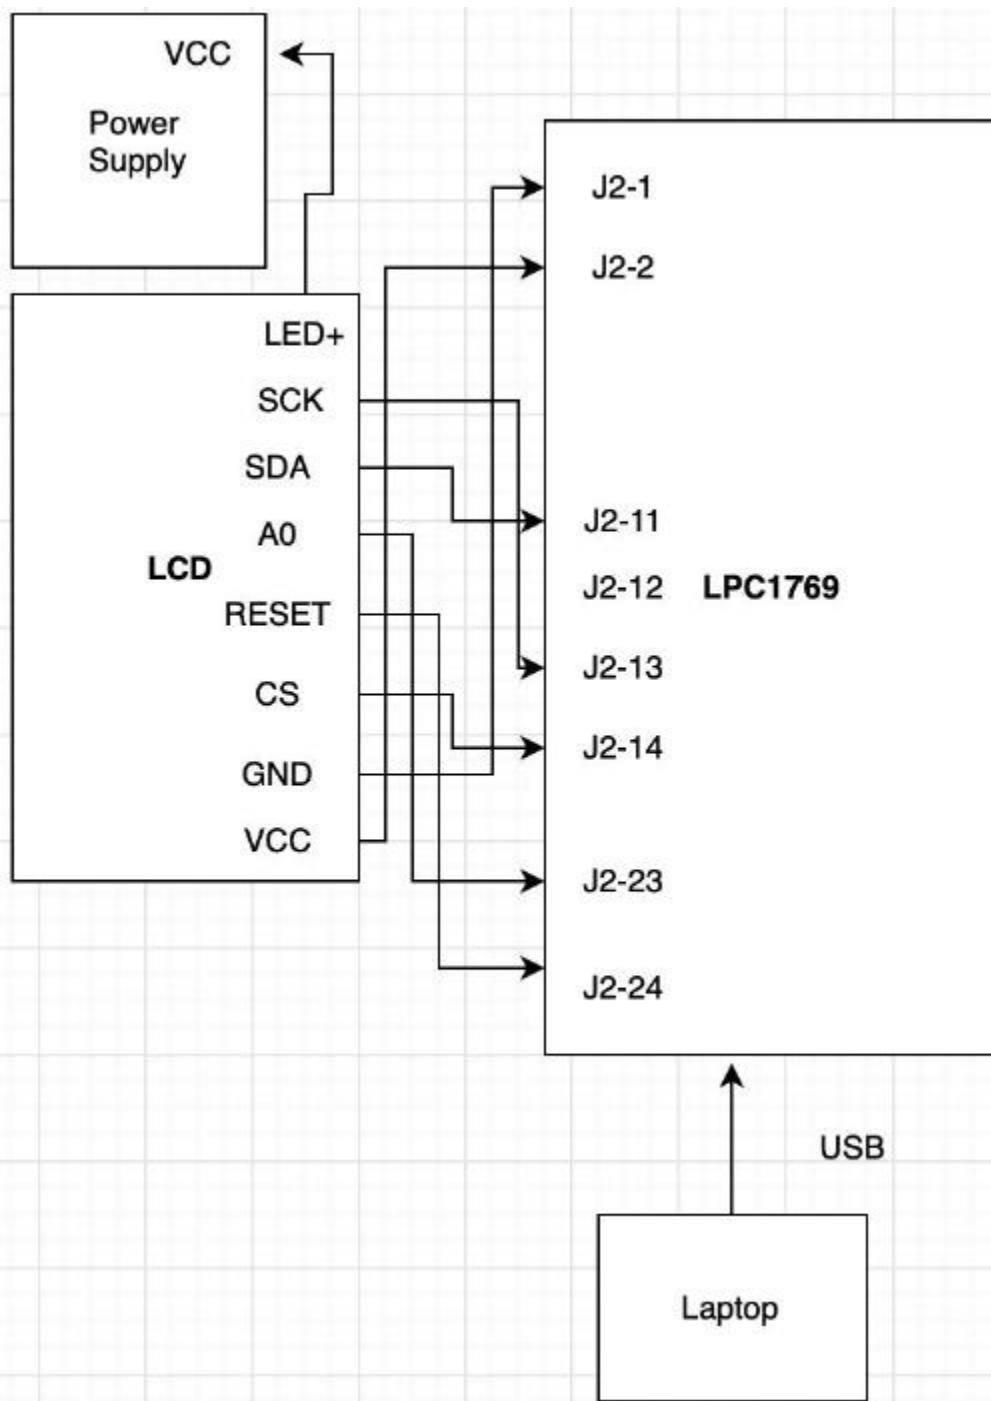 VCC
Power
Supply
LED+
SCK
SDA
A0
LCD
RESET
CS
GND
VCC
J2-1
J2-2
J2-11
J2-12
LPC1769
J2-13
J2-14
J2-23
J2-24
USB
Laptop